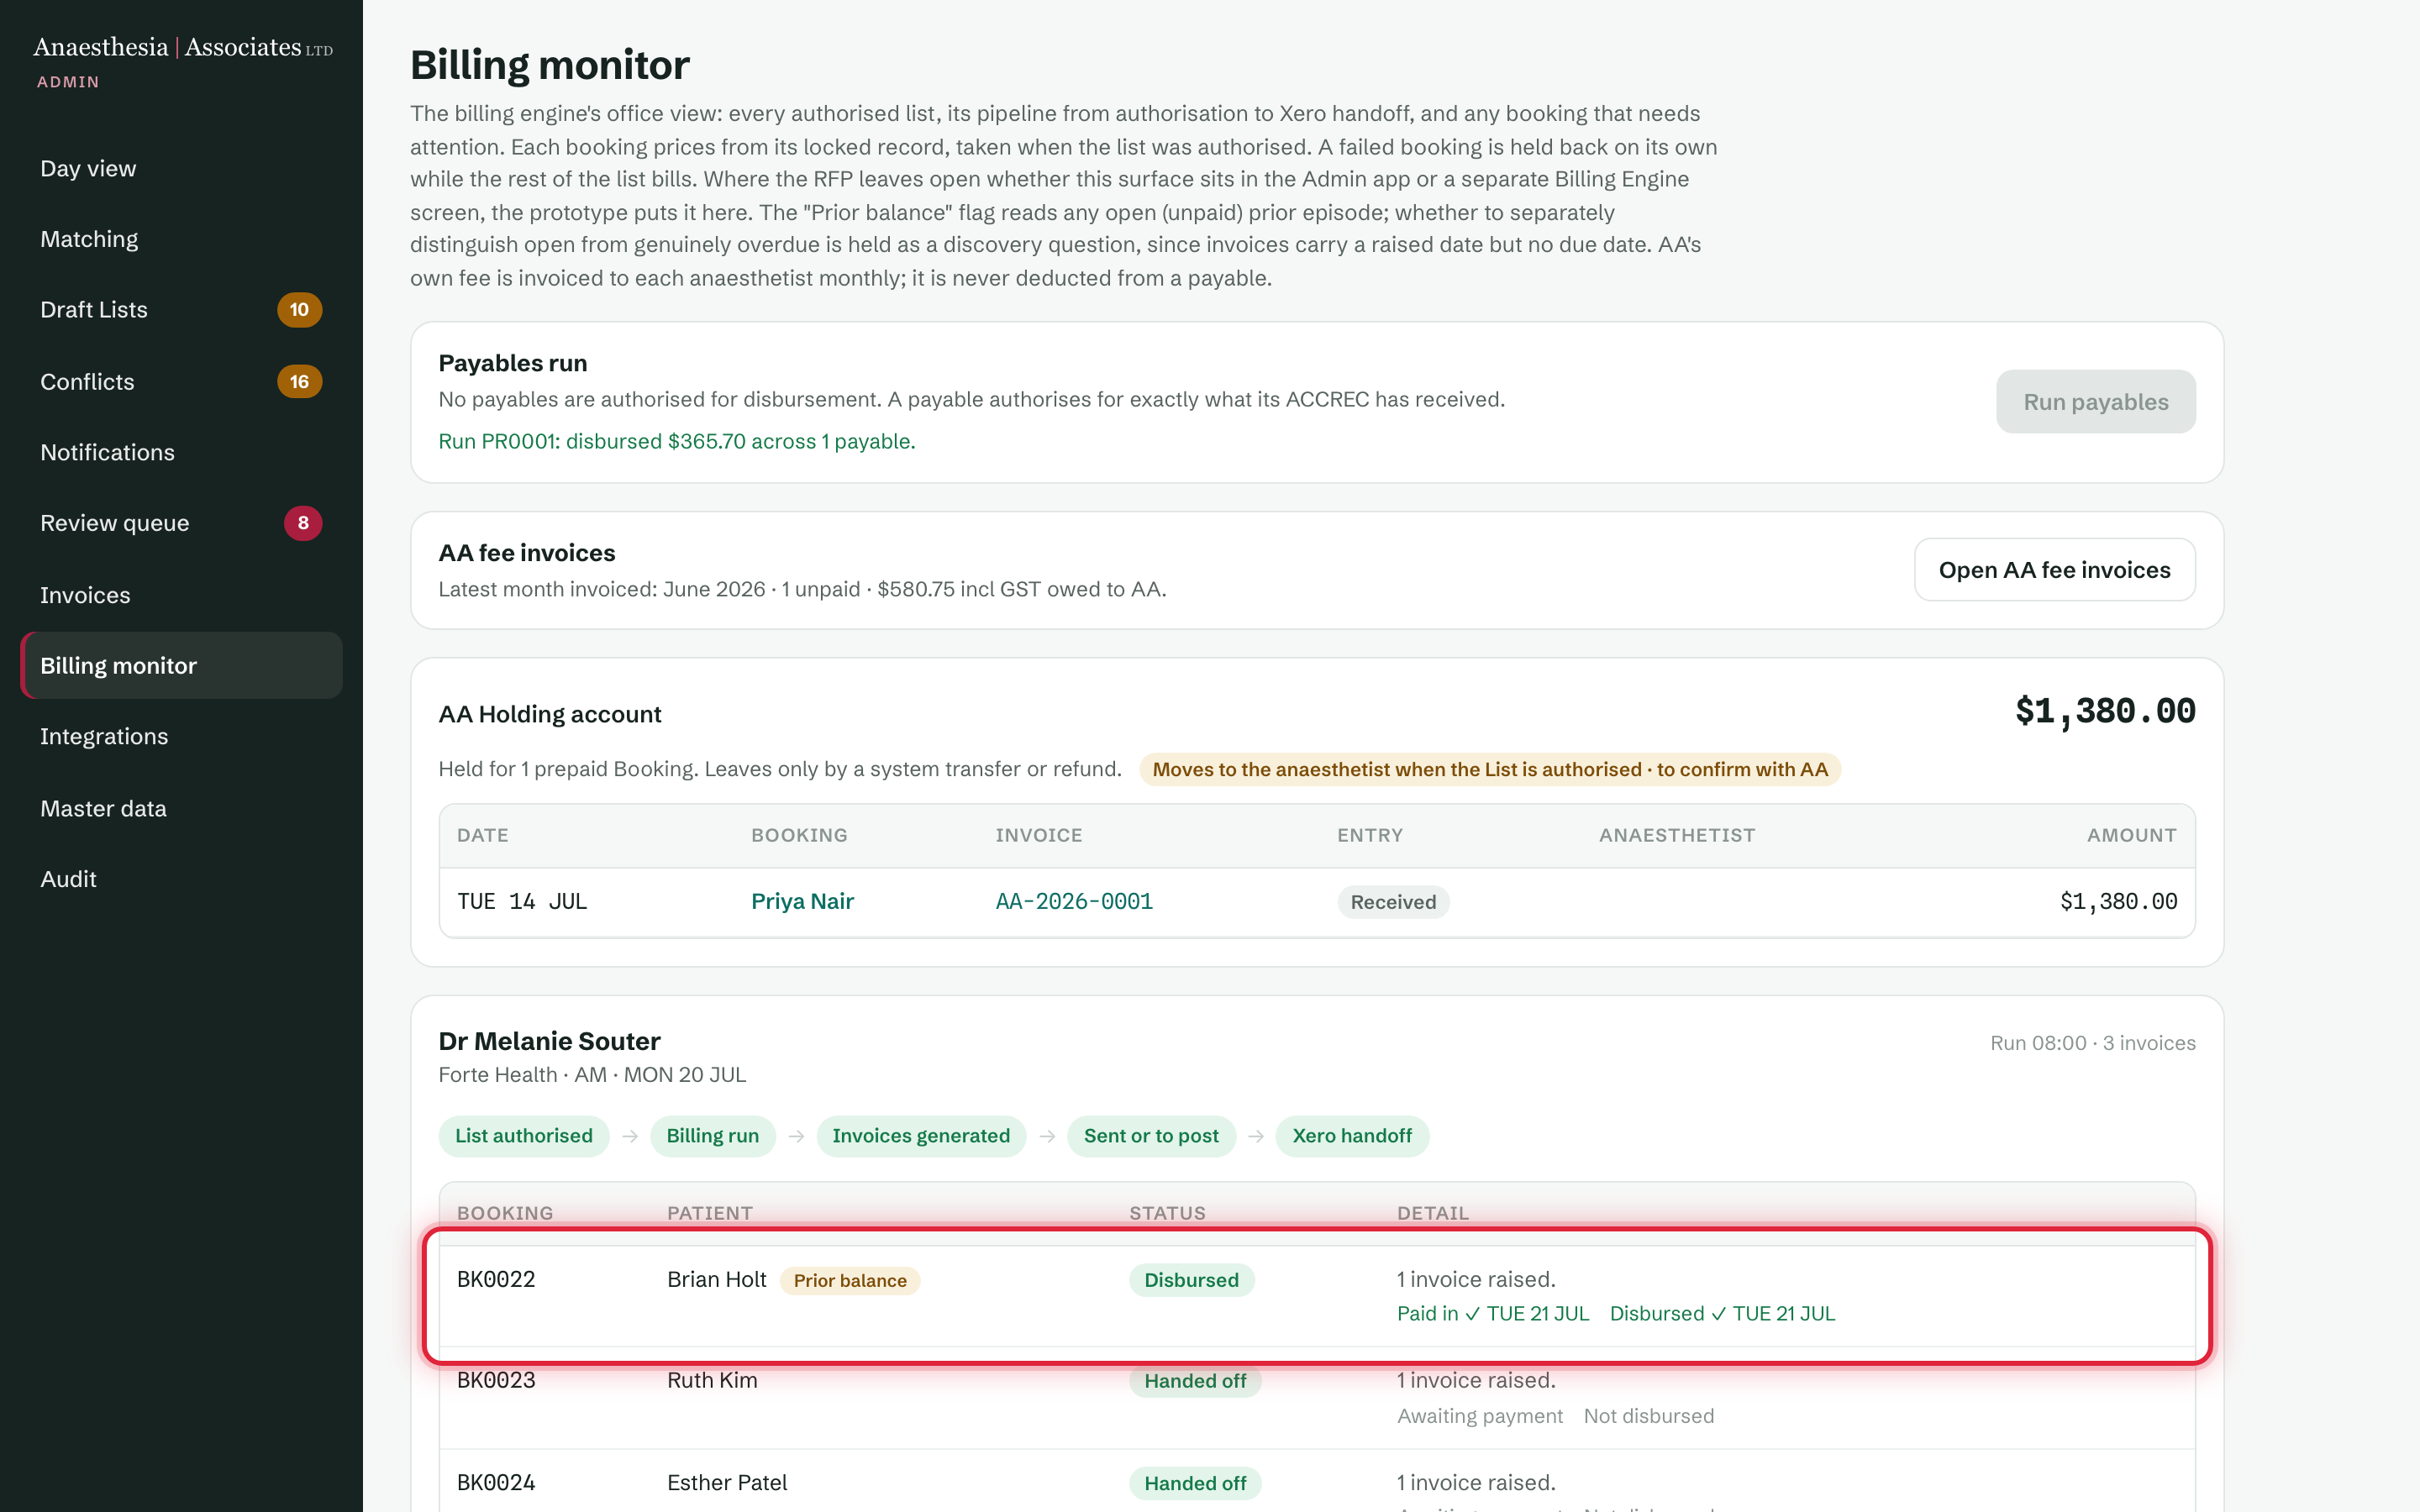 Anaesthesia | Associates LTD
ADMIN
Day view
Matching
Draft Lists 10
Conflicts 16
Notifications
Review queue 8
Invoices
Billing monitor
Integrations
Master data
Audit
Billing monitor
The billing engine's office view: every authorised list, its pipeline from authorisation to Xero handoff, and any booking that needs
attention. Each booking prices from its locked record, taken when the list was authorised. A failed booking is held back on its own
while the rest of the list bills. Where the RFP leaves open whether this surface sits in the Admin app or a separate Billing Engine
screen, the prototype puts it here. The "Prior balance" flag reads any open (unpaid) prior episode; whether to separately
distinguish open from genuinely overdue is held as a discovery question, since invoices carry a raised date but no due date. AA's
own fee is invoiced to each anaesthetist monthly; it is never deducted from a payable.
Payables run
No payables are authorised for disbursement. A payable authorises for exactly what its ACCREC has received.
Run PR0001: disbursed $365.70 across 1 payable.
Run payables
AA fee invoices
Latest month invoiced: June 2026 · 1 unpaid · $580.75 incl GST owed to AA.
Open AA fee invoices
AA Holding account $1,380.00
Held for 1 prepaid Booking. Leaves only by a system transfer or refund. Moves to the anaesthetist when the List is authorised · to confirm with AA
DATE BOOKING INVOICE ENTRY ANAESTHETIST AMOUNT
TUE 14 JUL Priya Nair AA-2026-0001 Received $1,380.00
Dr Melanie Souter Run 08:00 · 3 invoices
Forte Health · AM · MON 20 JUL
List authorised → Billing run → Invoices generated → Sent or to post → Xero handoff
BOOKING PATIENT STATUS DETAIL
BK0022 Brian Holt Prior balance Disbursed 1 invoice raised.
Paid in ✓ TUE 21 JUL Disbursed ✓ TUE 21 JUL
BK0023 Ruth Kim Handed off 1 invoice raised.
Awaiting payment Not disbursed
BK0024 Esther Patel Handed off 1 invoice raised.